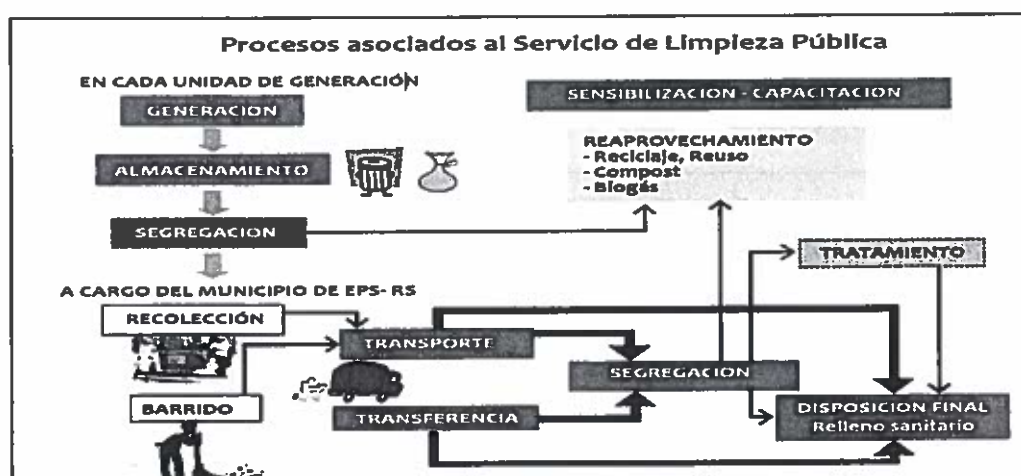 Procesos asociados al Servicio de Limpieza Pública
EN CADA UNIDAD DE GENERACIÓN
GENERACION
ALMACENAMIENTO
SEGREGACION
A CARGO DEL MUNICIPIO DE EPS- RS
RECOLECCIÓN
BARRIDO
TRANSPORTE
TRANSFERENCIA
SENSIBILIZACION - CAPACITACION
REAPROVECHAMIENTO
- Reciclaje, Reuso
- Compost
- Biogás
TRATAMIENTO
SEGREGACION
DISPOSICION FINAL
Relleno sanitario